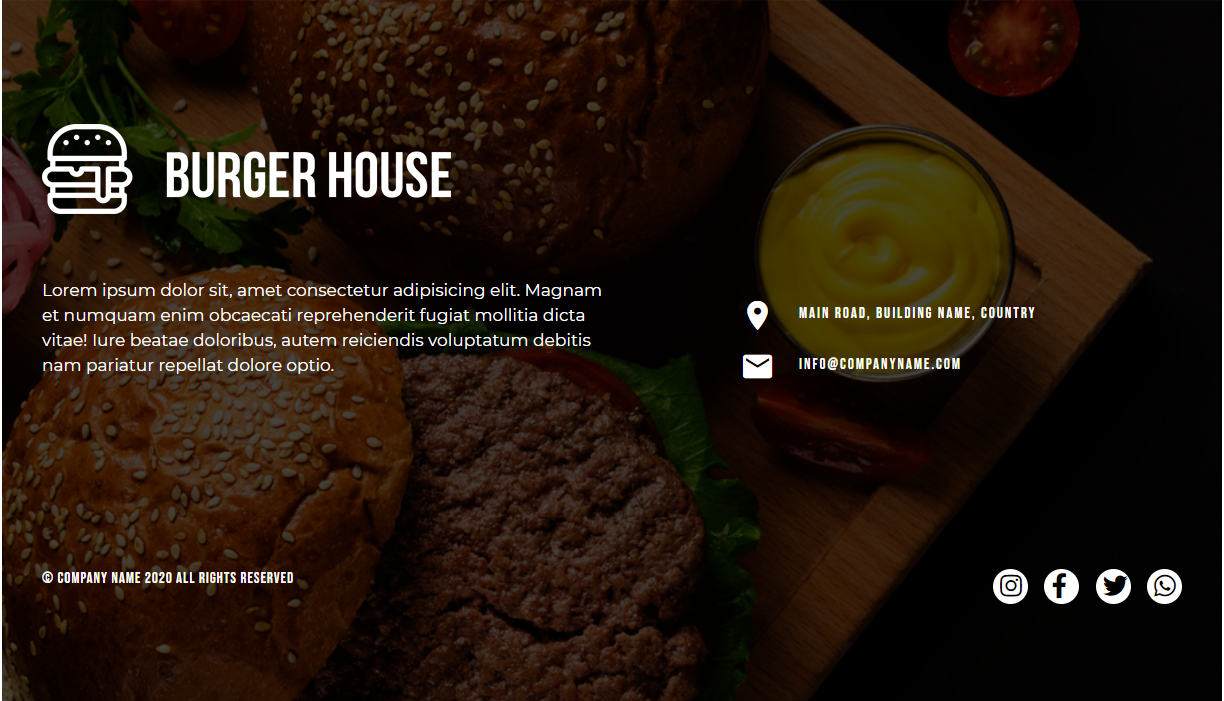 BURGER HOUSE
Lorem ipsum dolor sit, amet consectetur adipisicing elit. Magnam
et numquam enim obcaecati reprehenderit fugiat mollitia dicta
vitae! Iure beatae doloribus, autem reiciendis voluptatum debitis
nam pariatur repellat dolore optio.
MAIN ROAD, BUILDING NAME, COUNTRY
INFO@COMPANYNAME.COM
© COMPANY NAME 2020 ALL RIGHTS RESERVED